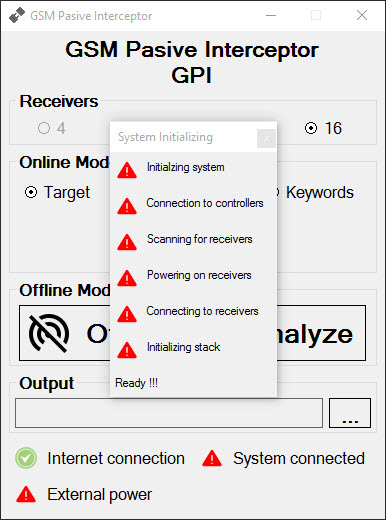 GSM Pasive Interceptor
GSM Pasive Interceptor
GPI
Receivers
4
16
System Initializing
Initialzing system
Connection to controllers
Scanning for receivers
Powering on receivers
Connecting to receivers
Initializing stack
Ready !!!
Online Mod
Target
Keywords
Offline Mod
O
nalyze
Output
...
Internet connection
System connected
External power